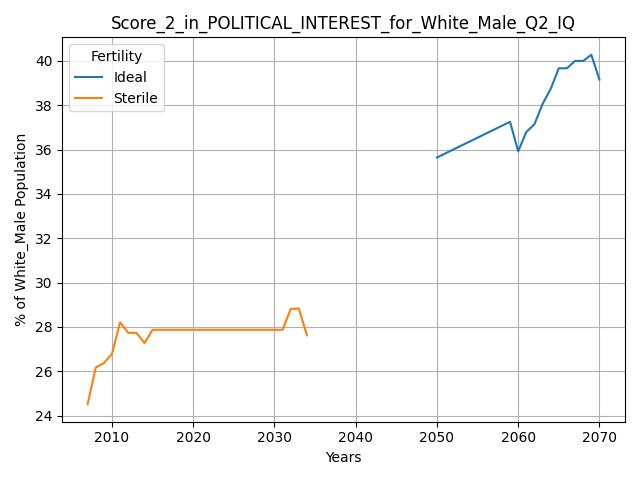 Score_2_in_POLITICAL_INTEREST_for_White_Male_Q2_IQ
Fertility
Ideal
Sterile
% of White_Male Population
40
38
36
34
32
30
28
26
24
2010 2020 2030 2040 2050 2060 2070
Years